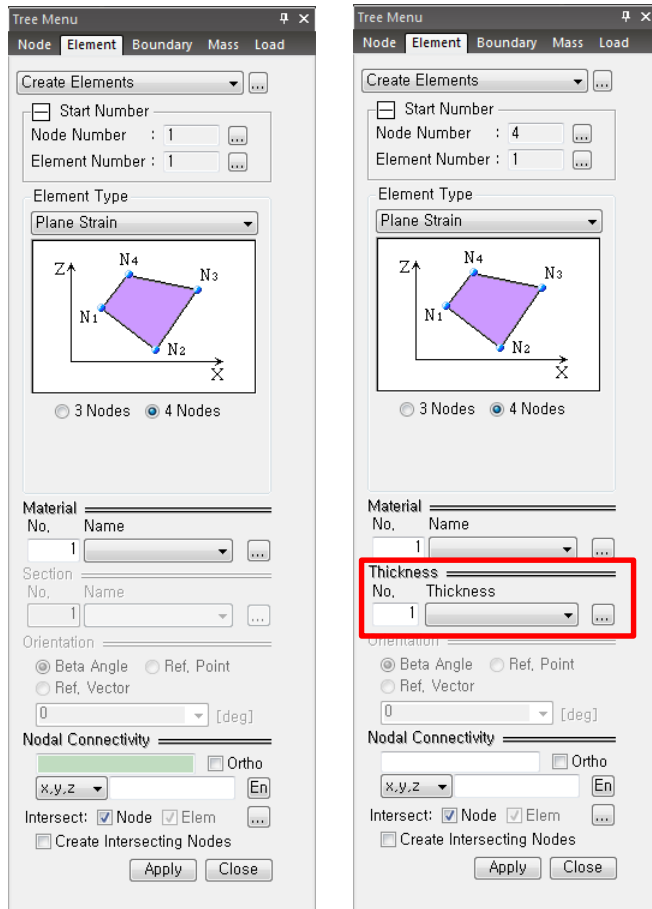 Tree Menu
Node Element Boundary Mass Load
Create Elements ...
Start Number
Node Number : 1 ...
Element Number : 1 ...
Element Type
Plane Strain
Z N4 N3
N1
N2
X
3 Nodes 4 Nodes
Material
No. Name
1 ...
Section
No. Name
1 ...
Orientation
Beta Angle Ref. Point
Ref. Vector
0 [deg]
Nodal Connectivity
Ortho
x,y,z En
Intersect: Node Elem ...
Create Intersecting Nodes
Apply Close
Tree Menu
Node Element Boundary Mass Load
Create Elements ...
Start Number
Node Number : 4 ...
Element Number : 1 ...
Element Type
Plane Strain
Z N4 N3
N1
N2
X
3 Nodes 4 Nodes
Material
No. Name
1 ...
Thickness
No. Thickness
1 ...
Orientation
Beta Angle Ref. Point
Ref. Vector
0 [deg]
Nodal Connectivity
Ortho
x,y,z En
Intersect: Node Elem ...
Create Intersecting Nodes
Apply Close